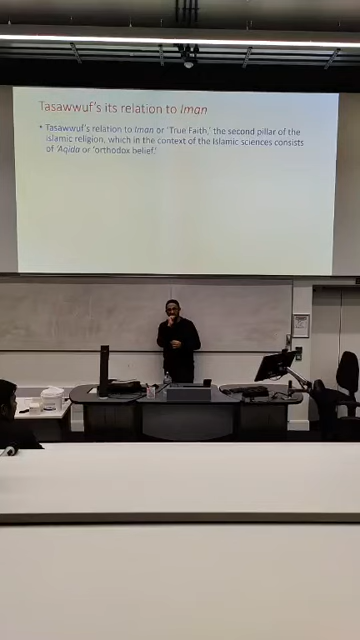 Tasawwuf's its relation to Iman
• Tasawwuf's relation to Iman or 'True Faith,' the second pillar of the
islamic religion, which in the context of the Islamic sciences consists
of 'Aqida or 'orthodox belief.'